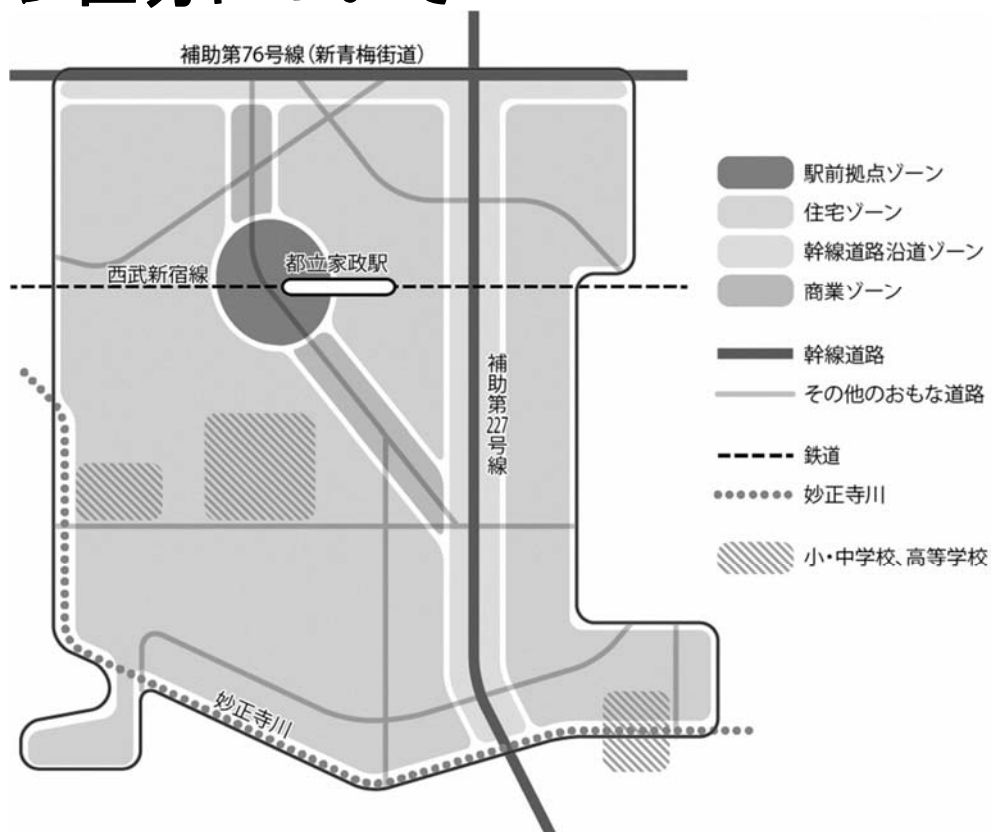 補助第76号線（新青梅街道）
西武新宿線
都立家政駅
補助第227号線
妙正寺川
駅前拠点ゾーン
住宅ゾーン
幹線道路沿道ゾーン
商業ゾーン
幹線道路
その他のおもな道路
鉄道
妙正寺川
小・中学校、高等学校